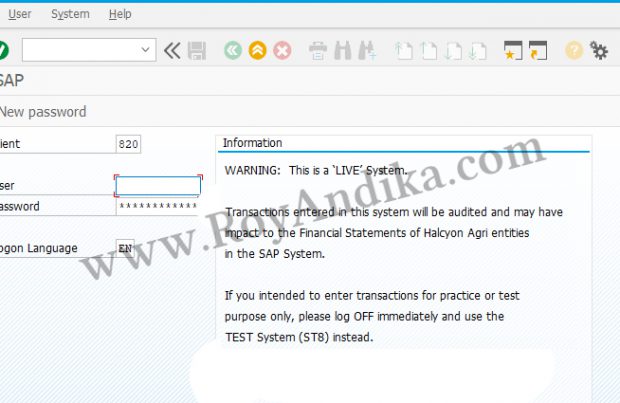 User System Help
SAP
New password
ient 820
ser
assword ************
ogon Language EN
Information
WARNING: This is a `LIVE' System.
Transactions entered in this system will be audited and may have
impact to the Financial Statements of Halcyon Agri entities
in the SAP System.
If you intended to enter transactions for practice or test
purpose only, please log OFF immediately and use the
TEST System (ST8) instead.
www.RoyAndika.com